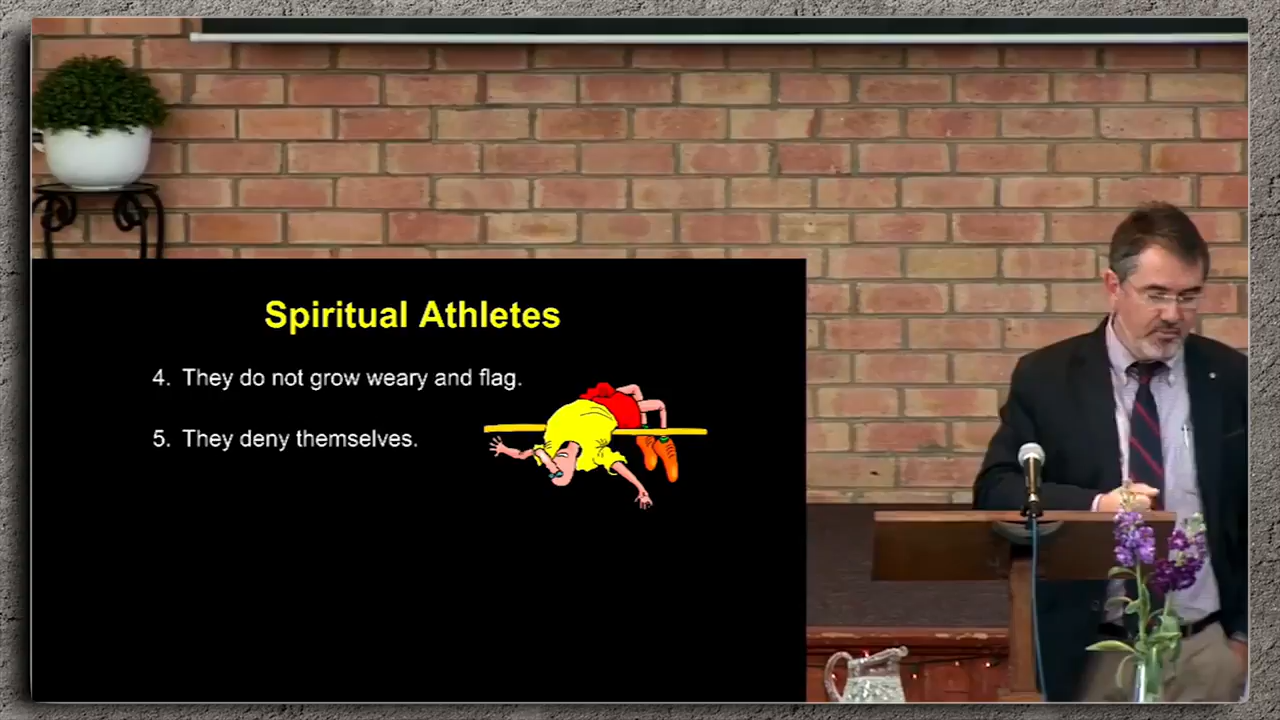 Spiritual Athletes
4. They do not grow weary and flag.
5. They deny themselves.